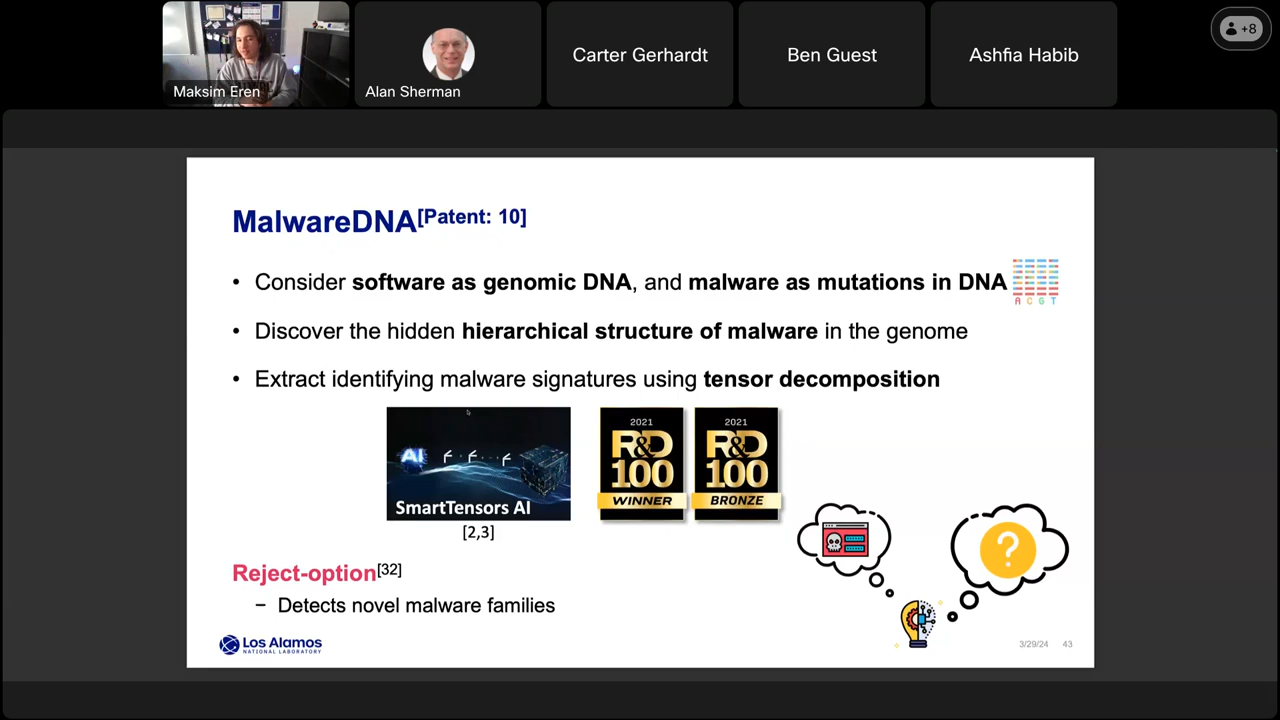 Maksim Eren
Alan Sherman
Carter Gerhardt
Ben Guest
Ashfia Habib
+8
MalwareDNA[Patent: 10]
• Consider software as genomic DNA, and malware as mutations in DNA
A C G T
• Discover the hidden hierarchical structure of malware in the genome
• Extract identifying malware signatures using tensor decomposition
AI
SmartTensors AI
[2,3]
2021
R&D
100
WINNER
2021
R&D
100
BRONZE
?
Reject-option[32]
− Detects novel malware families
Los Alamos
NATIONAL LABORATORY
3/29/24 43